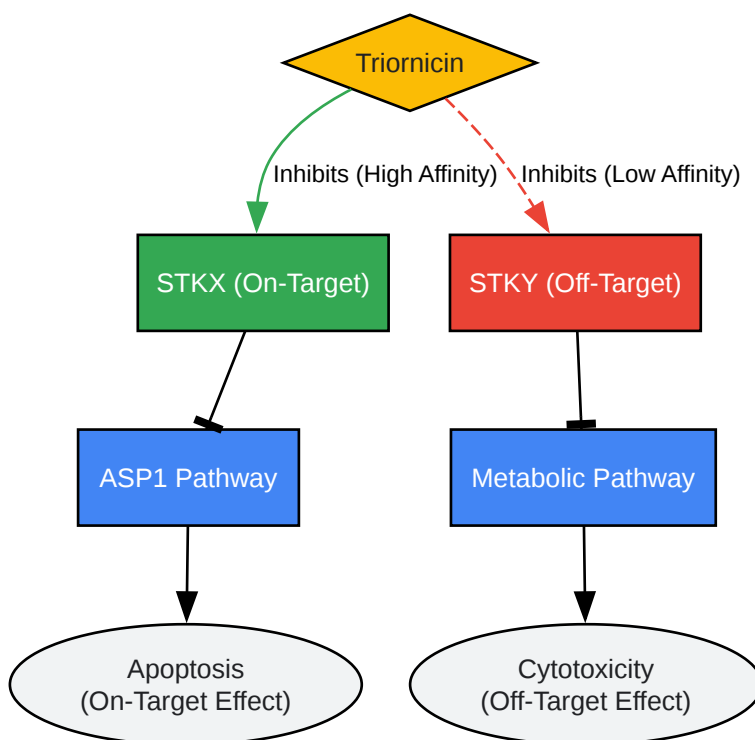 Triornicin
Inhibits (High Affinity)
Inhibits (Low Affinity)
STKX (On-Target)
STKY (Off-Target)
ASP1 Pathway
Metabolic Pathway
Apoptosis
(On-Target Effect)
Cytotoxicity
(Off-Target Effect)